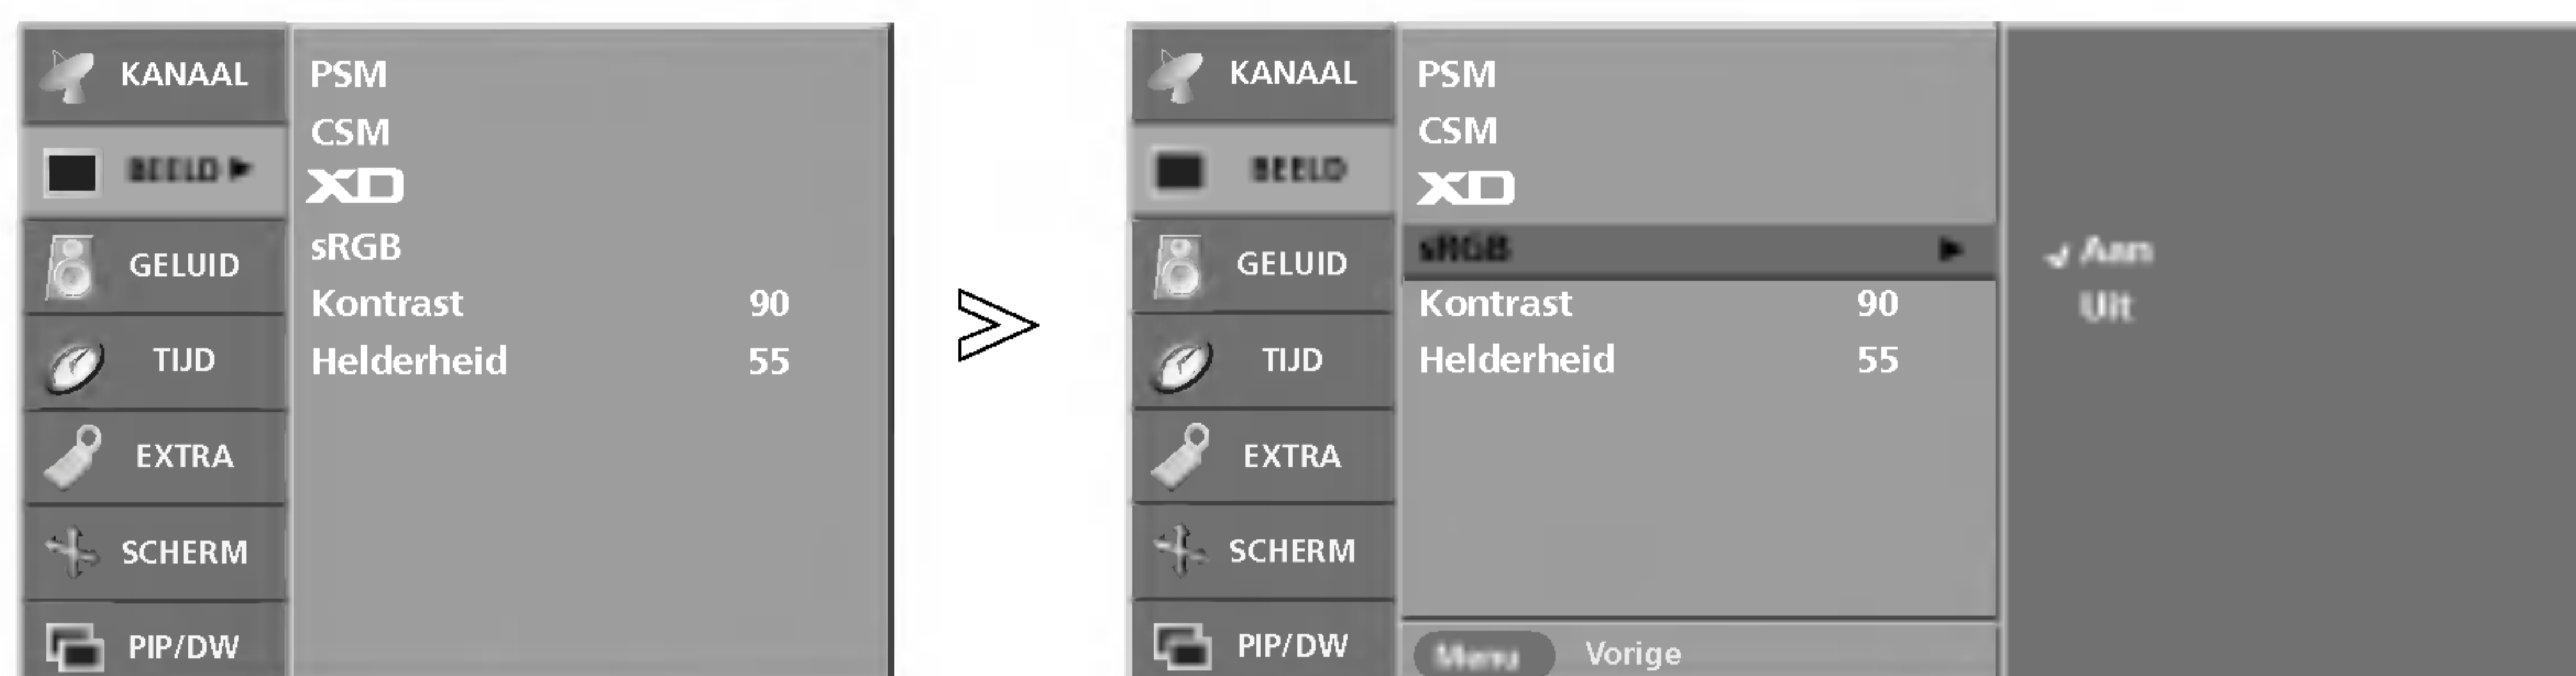 KANAAL
BEELD ►
GELUID
TIJD
EXTRA
SCHERM
PIP/DW
PSM
CSM
XD
sRGB
Kontrast 90
Helderheid 55
KANAAL
BEELD
GELUID
TIJD
EXTRA
SCHERM
PIP/DW
PSM
CSM
XD
sRGB ►
Kontrast 90
Helderheid 55
Menu Vorige
✓ Aan
Uit